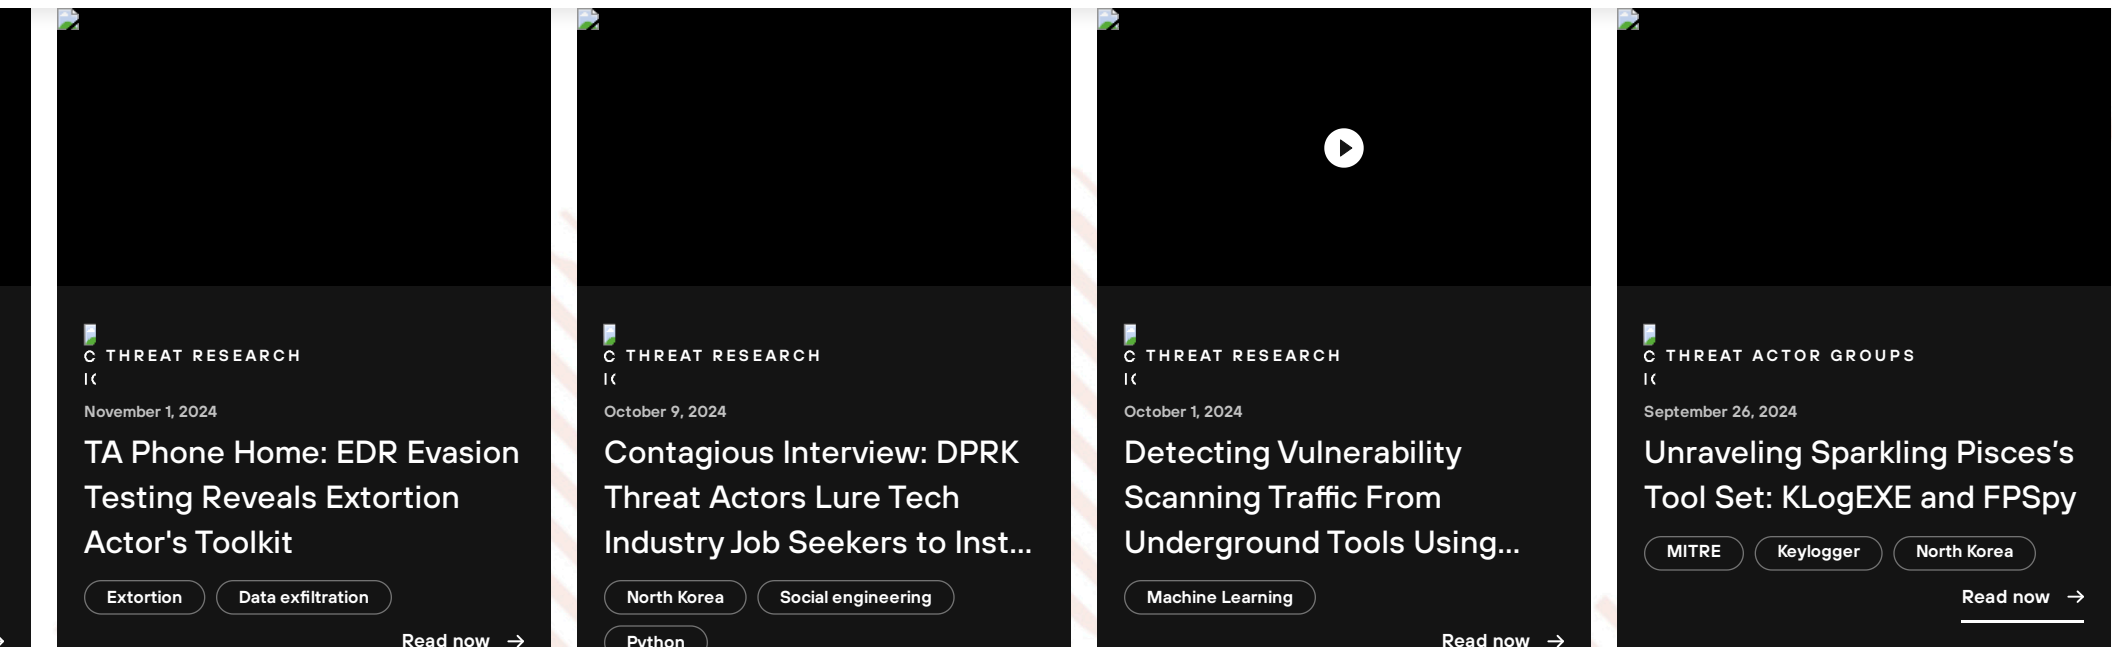 THREAT RESEARCH
November 1, 2024
TA Phone Home: EDR Evasion
Testing Reveals Extortion
Actor's Toolkit
Extortion
Data exfiltration
Read now
THREAT RESEARCH
October 9, 2024
Contagious Interview: DPRK
Threat Actors Lure Tech
Industry Job Seekers to Inst...
North Korea
Social engineering
Python
THREAT RESEARCH
October 1, 2024
Detecting Vulnerability
Scanning Traffic From
Underground Tools Using...
Machine Learning
Read now
THREAT ACTOR GROUPS
September 26, 2024
Unraveling Sparkling Pisces’s
Tool Set: KLogEXE and FPSpy
MITRE
Keylogger
North Korea
Read now